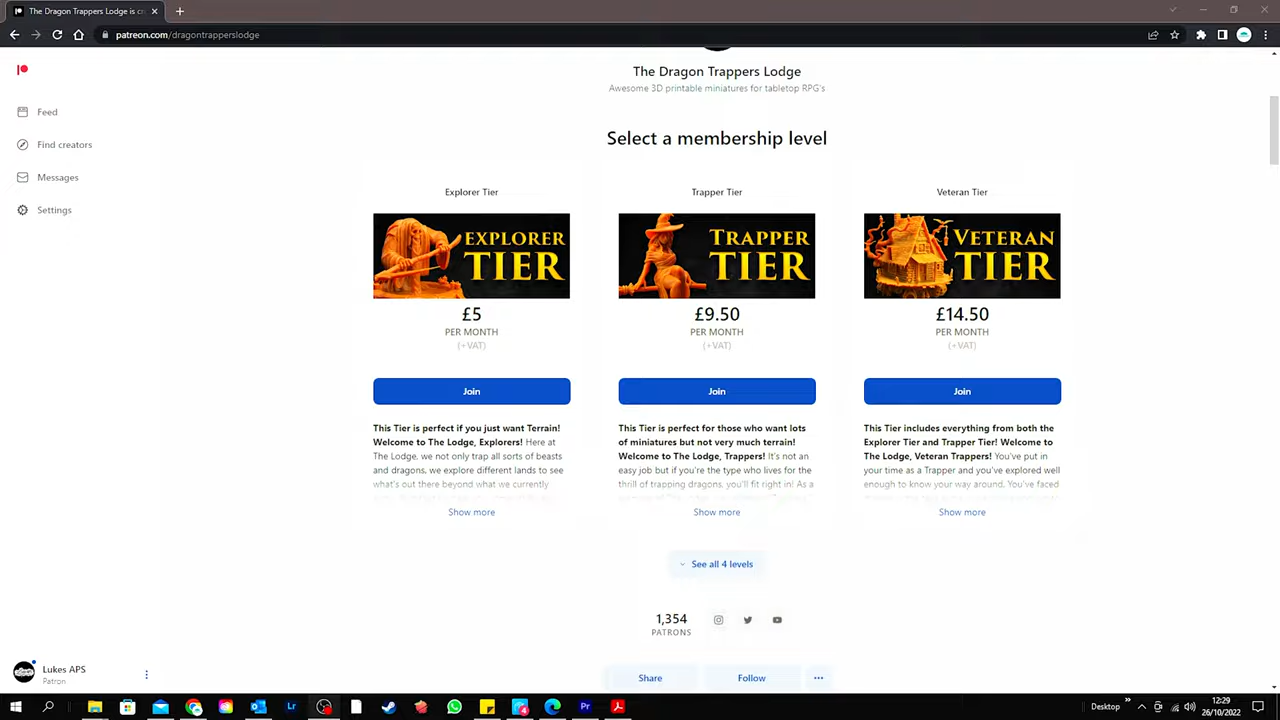 The Dragon Trappers Lodge is cr
patreon.com/dragontrapperslodge
The Dragon Trappers Lodge
Awesome 3D printable miniatures for tabletop RPG's
Feed
Find creators
Messages
Settings
Select a membership level
Explorer Tier
EXPLORER
TIER
£5
PER MONTH
(+VAT)
Join
This Tier is perfect if you just want Terrain!
Welcome to The Lodge, Explorers! Here at
The Lodge, we not only trap all sorts of beasts
and dragons, we explore different lands to see
what's out there beyond what we currently
Show more
Trapper Tier
TRAPPER
TIER
£9.50
PER MONTH
(+VAT)
Join
This Tier is perfect for those who want lots
of miniatures but not very much terrain!
Welcome to The Lodge, Trappers! It's not an
easy job but if you're the type who lives for the
thrill of trapping dragons, you'll fit right in! As a
Show more
Veteran Tier
VETERAN
TIER
£14.50
PER MONTH
(+VAT)
Join
This Tier includes everything from both the
Explorer Tier and Trapper Tier! Welcome to
The Lodge, Veteran Trappers! You've put in
your time as a Trapper and you've explored well
enough to know your way around. You've faced
Show more
See all 4 levels
1,354
PATRONS
Share
Follow
Lukes APS
Patron
Lr
Pr
Desktop
12:29
26/10/2022